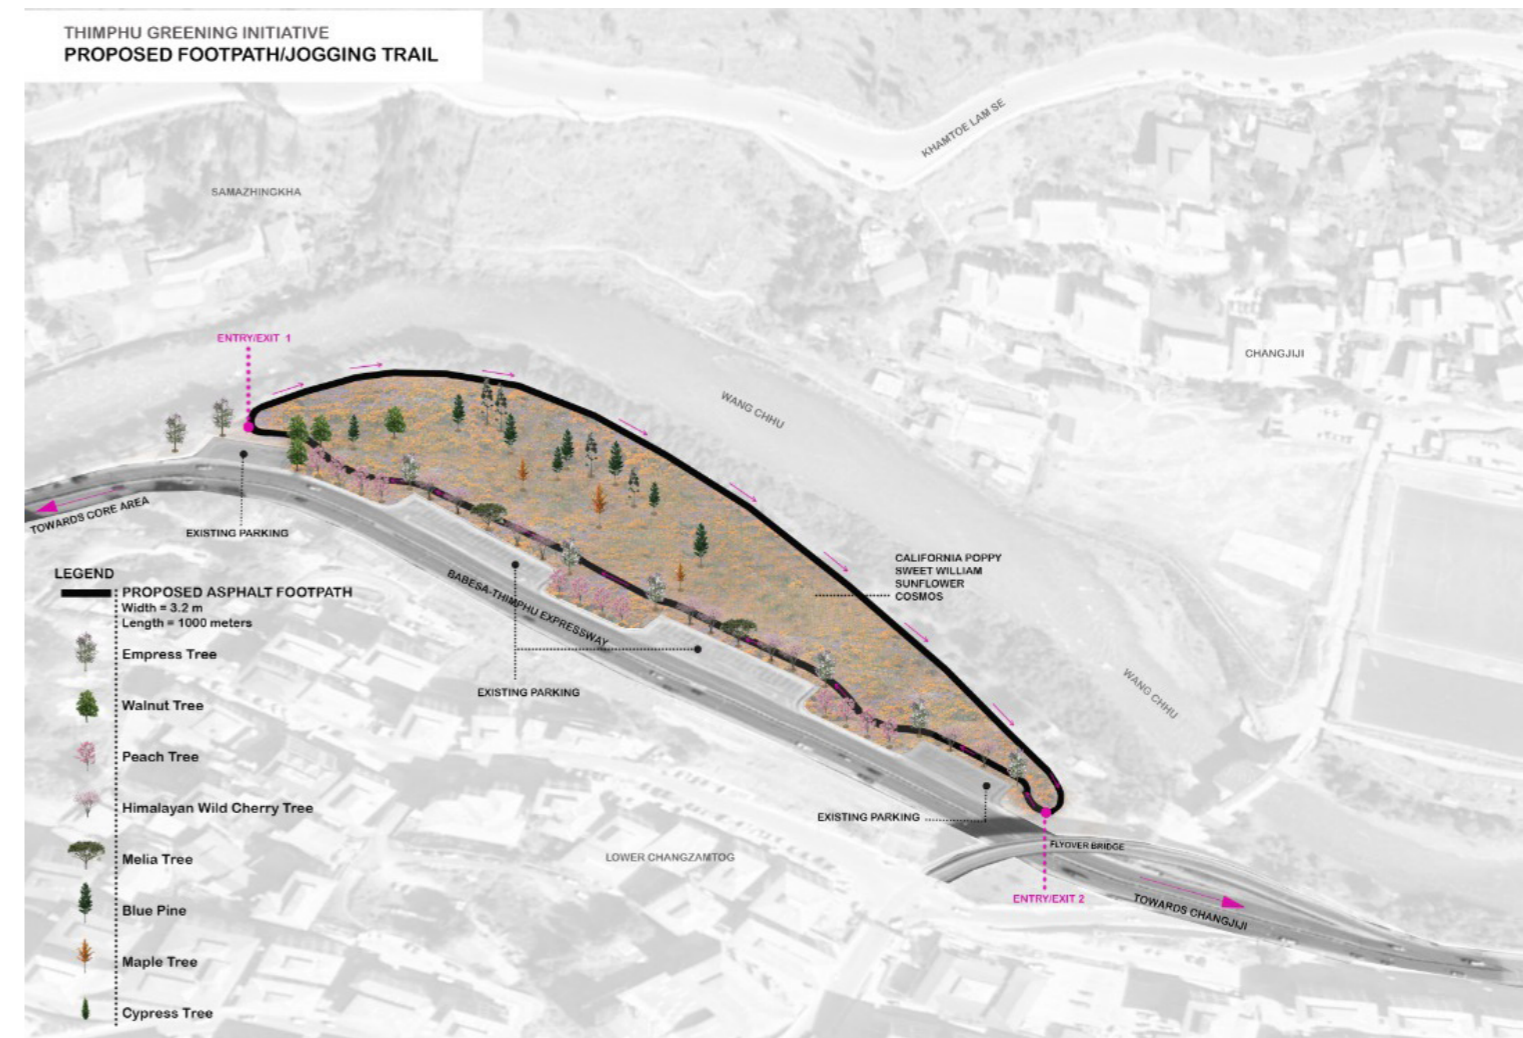 THIMPHU GREENING INITIATIVE
PROPOSED FOOTPATH/JOGGING TRAIL
KHAMTOE LAM SE
SAMAZHINGKHA
ENTRY/EXIT 1
CHANGJIJI
WANG CHHU
TOWARDS CORE AREA
EXISTING PARKING
BABESA-THIMPHU EXPRESSWAY
CALIFORNIA POPPY
SWEET WILLIAM
SUNFLOWER
COSMOS
WANG CHHU
EXISTING PARKING
EXISTING PARKING
FLYOVER BRIDGE
LOWER CHANGZAMTOG
ENTRY/EXIT 2
TOWARDS CHANGJIJI
LEGEND
PROPOSED ASPHALT FOOTPATH
Width = 3.2 m
Length = 1000 meters
Empress Tree
Walnut Tree
Peach Tree
Himalayan Wild Cherry Tree
Melia Tree
Blue Pine
Maple Tree
Cypress Tree